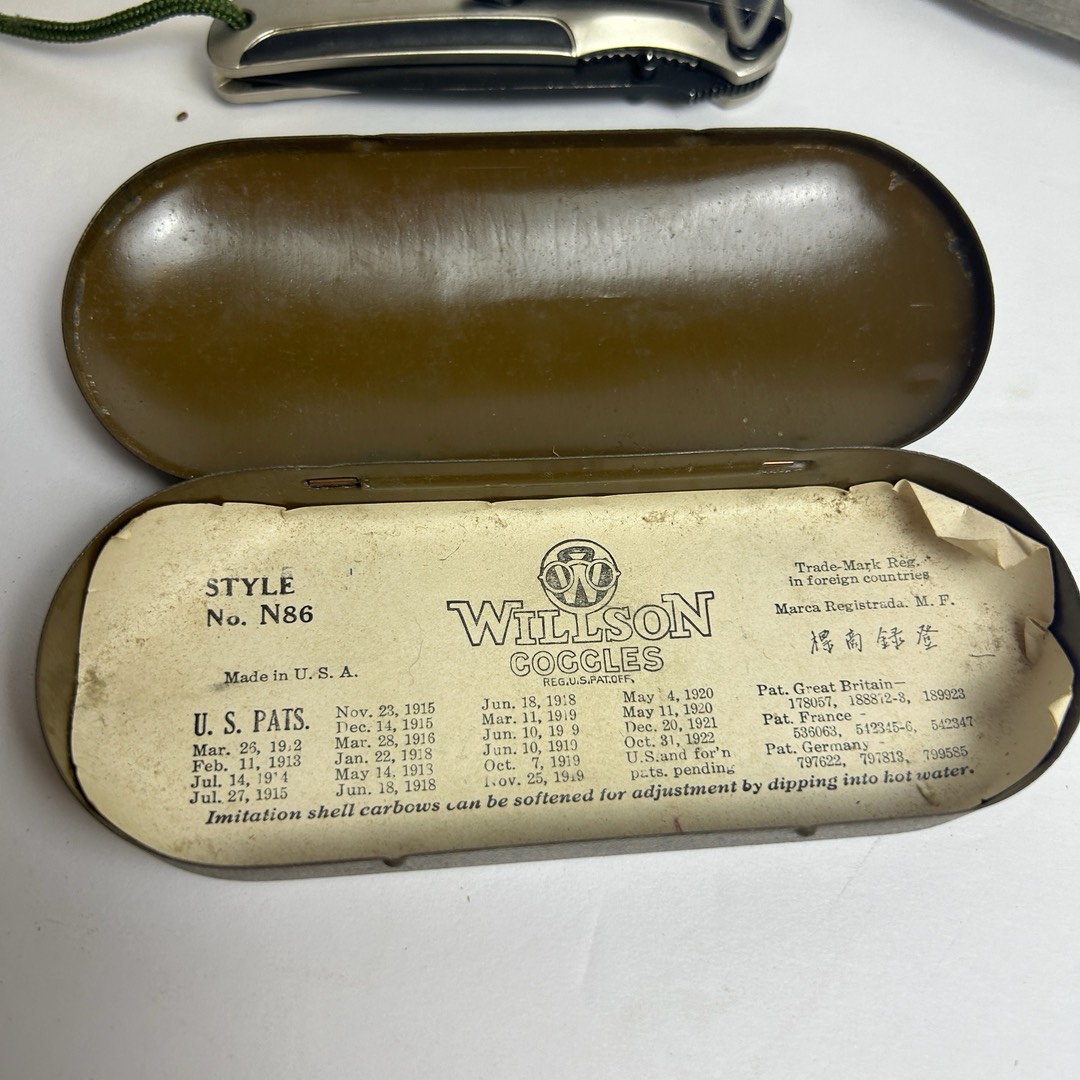 STYLE
No. N86
Made in U. S. A.
WILLSON
GOGGLES
REG.U.S.PAT.OFF.
Trade-Mark Reg.
in foreign countries
Marca Registrada. M. F.
標商録登
U. S. PATS.
Mar. 26, 1912
Feb. 11, 1913
Jul. 14, 1914
Jul. 27, 1915
Nov. 23, 1915
Dec. 14, 1915
Mar. 28, 1916
Jan. 22, 1918
May 14, 1918
Jun. 18, 1918
Jun. 18, 1918
Mar. 11, 1919
Jun. 10, 1919
Jun. 10, 1919
Oct. 7, 1919
Nov. 25, 1919
May 4, 1920
May 11, 1920
Dec. 20, 1921
Oct. 31, 1922
U.S.and for'n
pats. pending
Pat. Great Britain—
178057, 188812-3, 189923
Pat. France -
536063, 512345-6, 542347
Pat. Germany -
797622, 797813, 799585
Imitation shell carbows can be softened for adjustment by dipping into hot water.